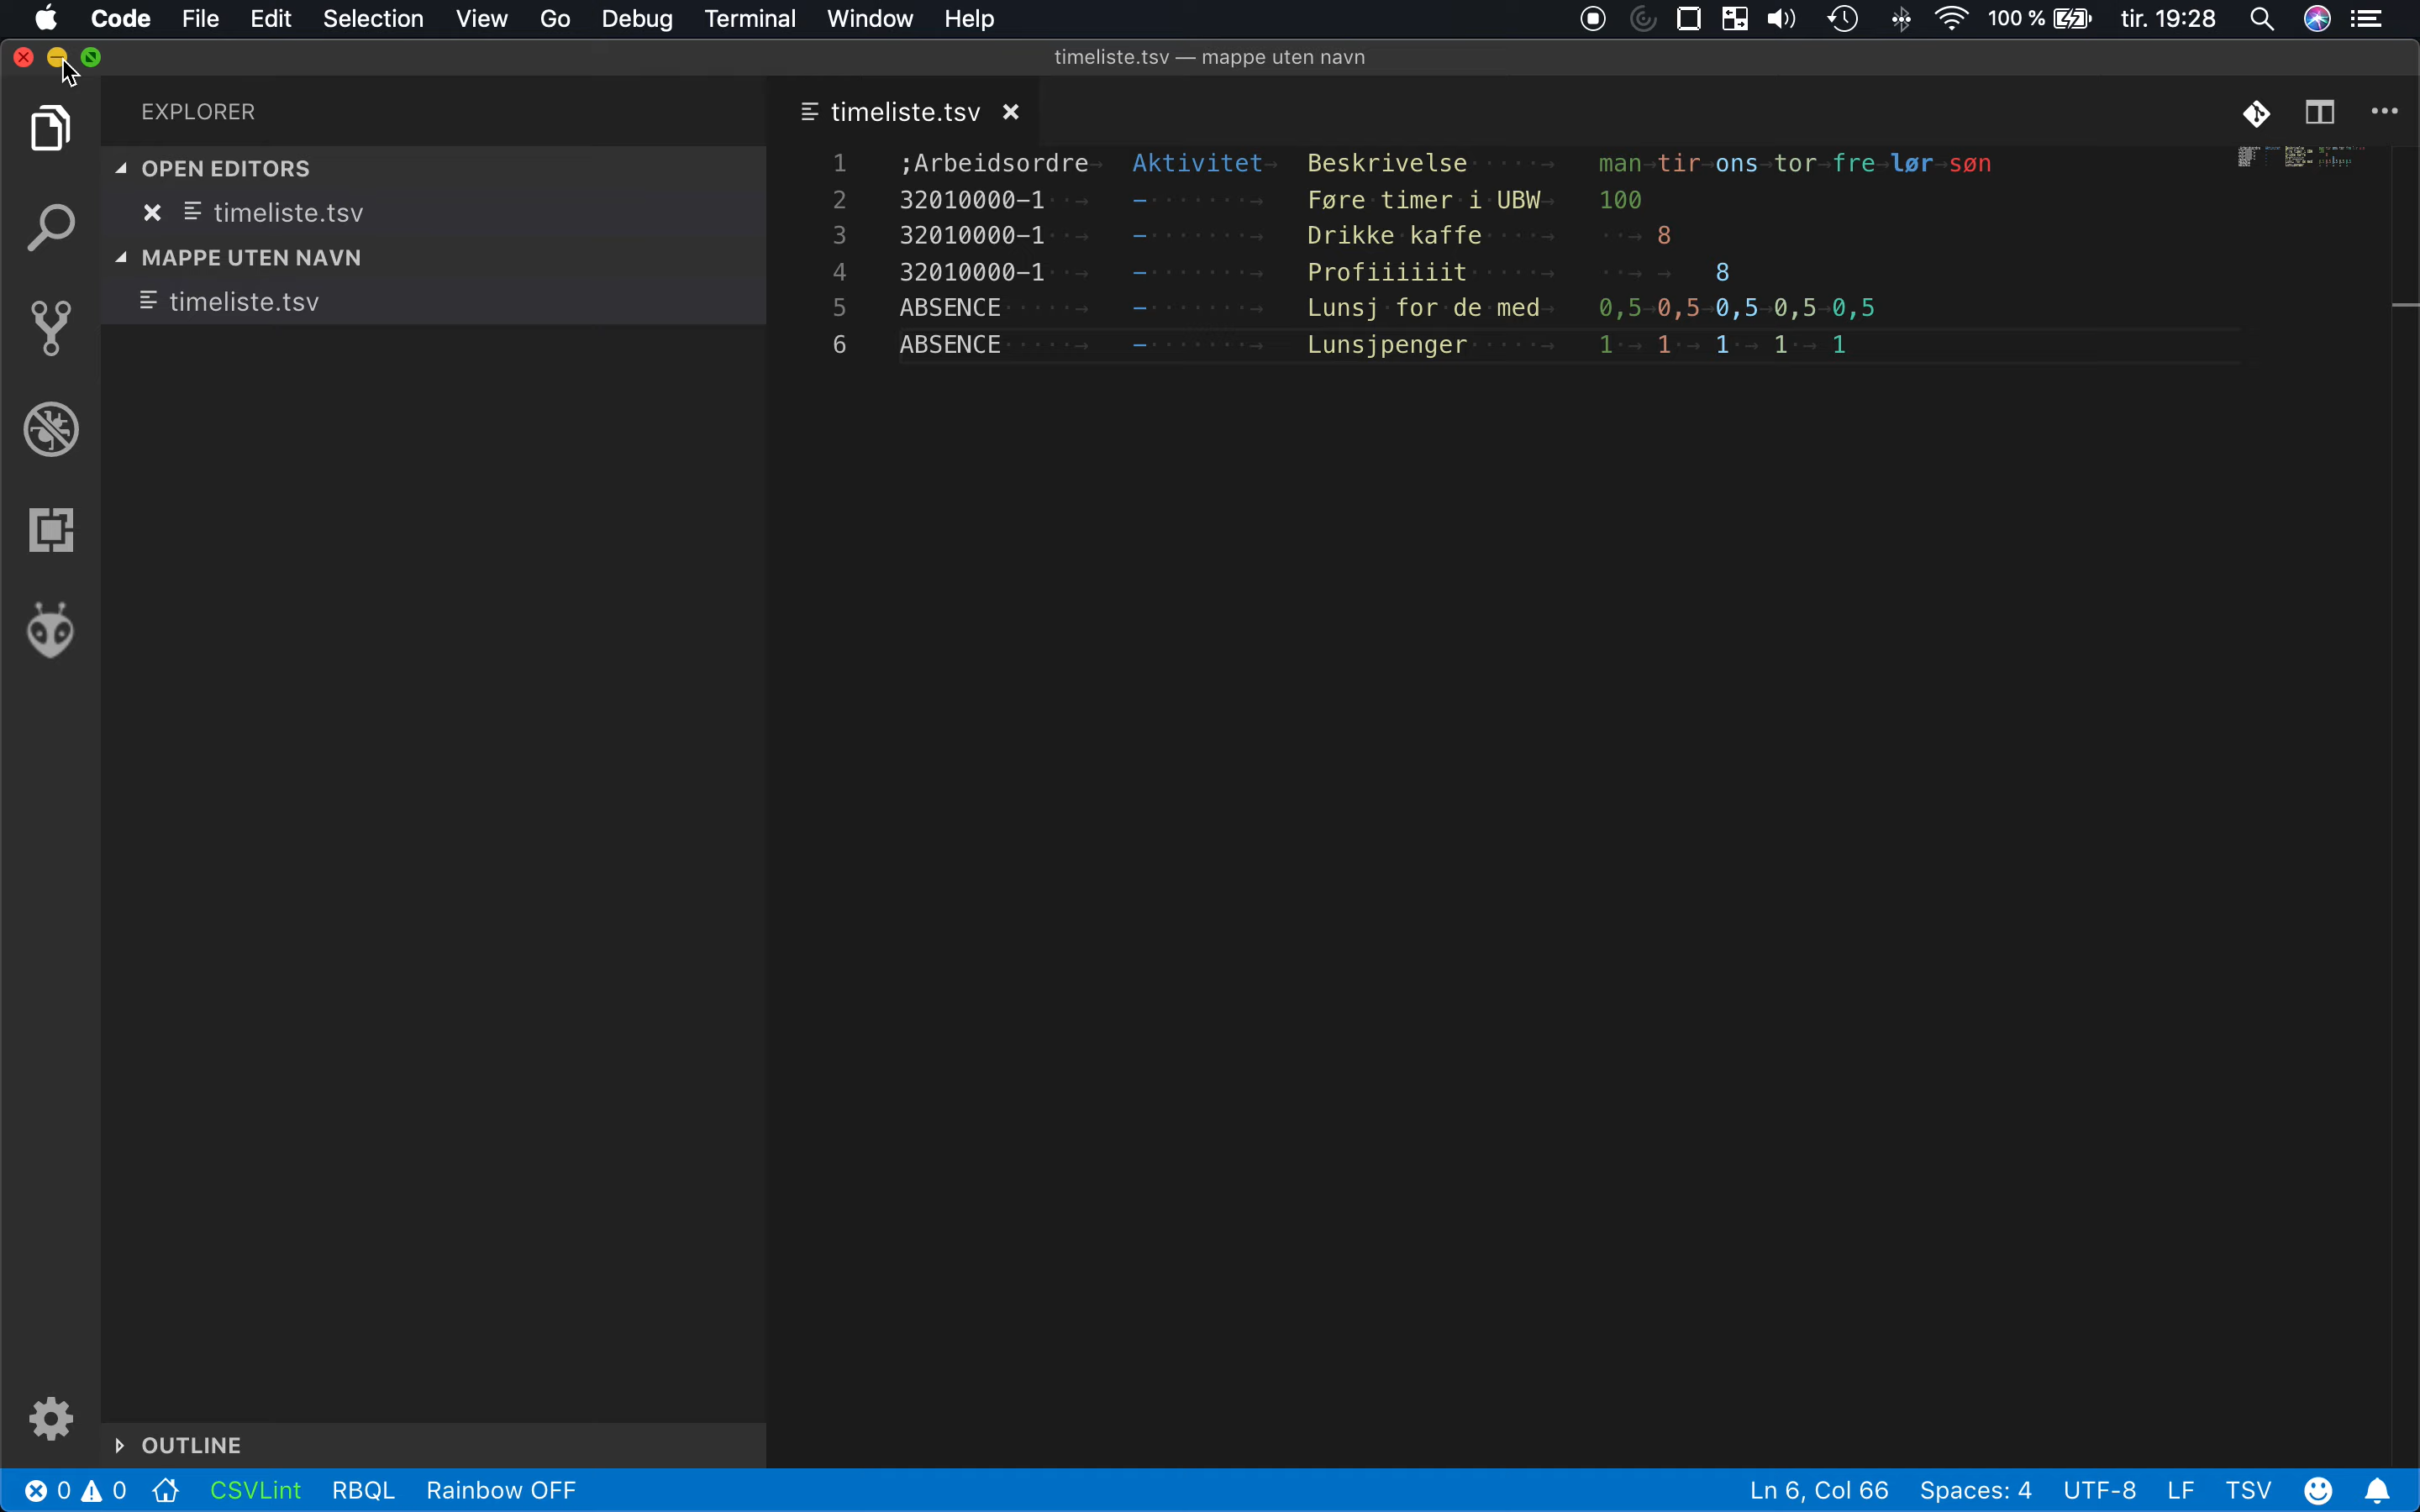 Code File Edit Selection View Go Debug Terminal Window Help 100 % tir. 19:28
timeliste.tsv — mappe uten navn
EXPLORER
OPEN EDITORS
timeliste.tsv
MAPPE UTEN NAVN
timeliste.tsv
OUTLINE
timeliste.tsv
1 ;Arbeidsordre Aktivitet Beskrivelse man tir ons tor fre lør søn
2 32010000-1 - Føre timer i UBW 100
3 32010000-1 - Drikke kaffe 8
4 32010000-1 - Profiiiiiit 8
5 ABSENCE - Lunsj for de med 0,5 0,5 0,5 0,5 0,5
6 ABSENCE - Lunsjpenger 1 1 1 1 1
0 0 CSVLint RBQL Rainbow OFF Ln 6, Col 66 Spaces: 4 UTF-8 LF TSV